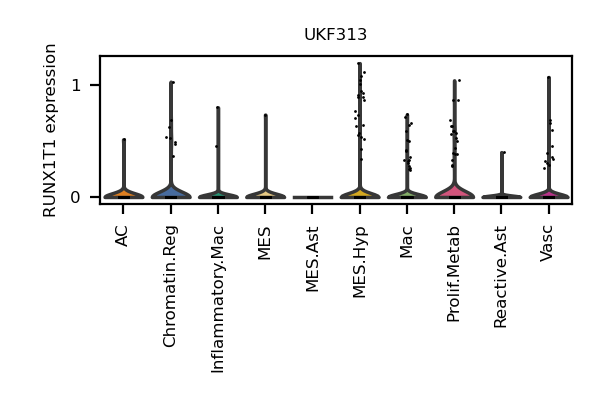 UKF313
RUNX1T1 expression
1
0
AC
Chromatin.Reg
Inflammatory.Mac
MES
MES.Ast
MES.Hyp
Mac
Prolif.Metab
Reactive.Ast
Vasc